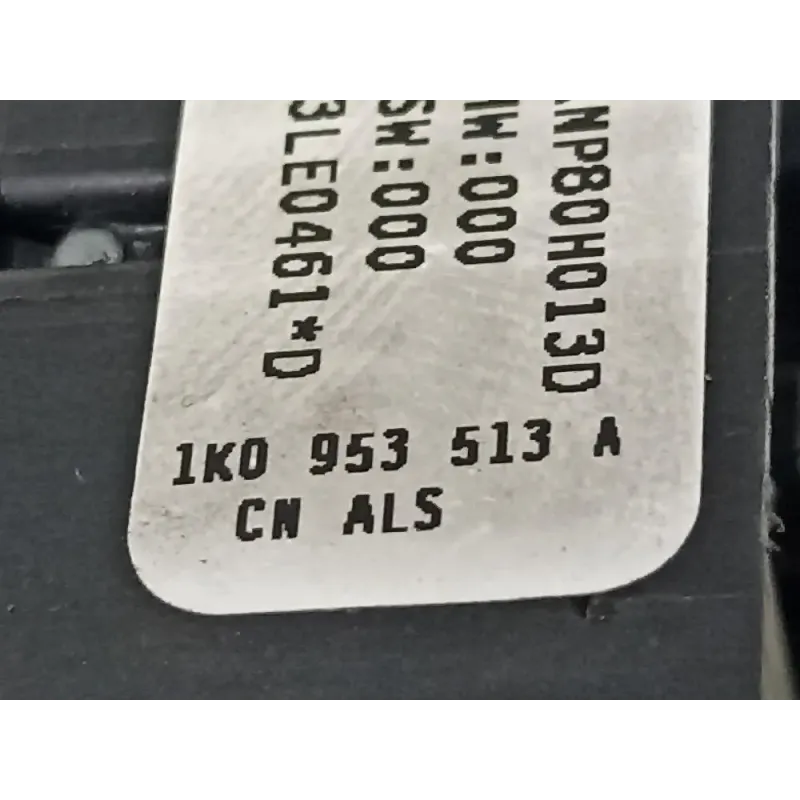 3LE0461*D
SW:000
HW:000
NP80H013D
1K0 953 513 A
CN ALS